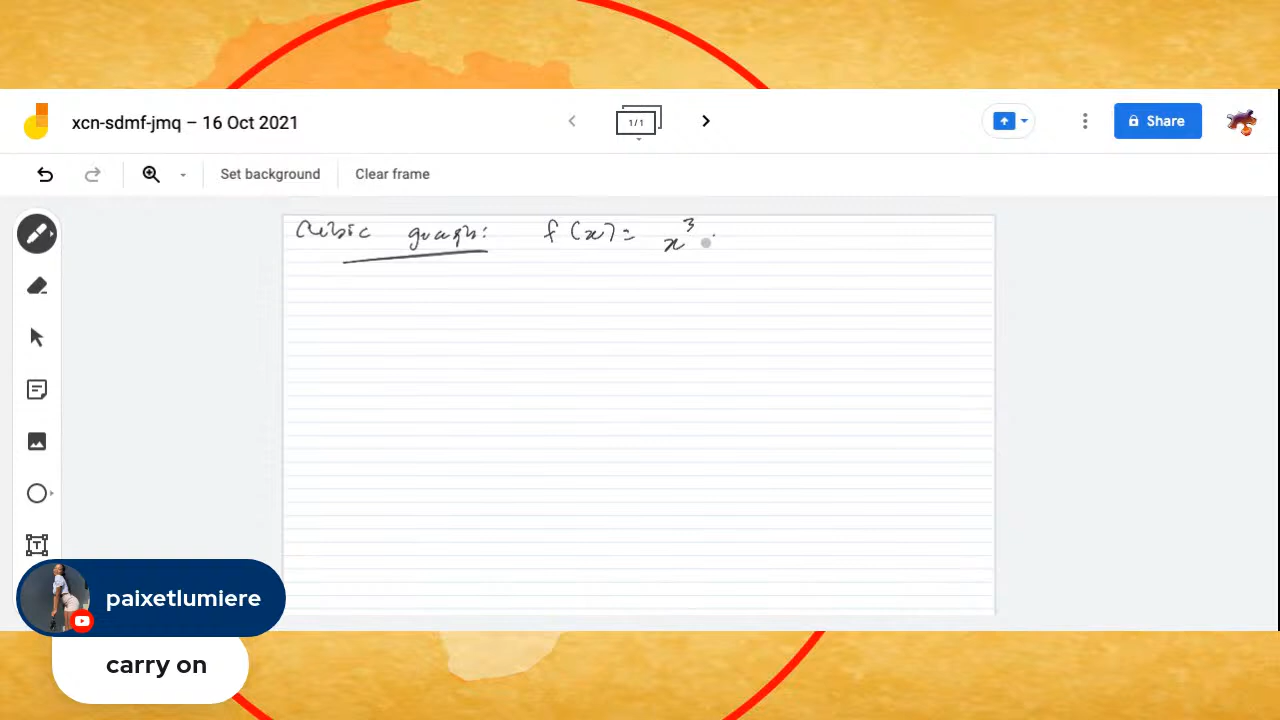 xcn-sdmf-jmq – 16 Oct 2021
1/1
Share
Set background
Clear frame
Cubic graph: f(x) = x³
T
paixetlumiere
carry on